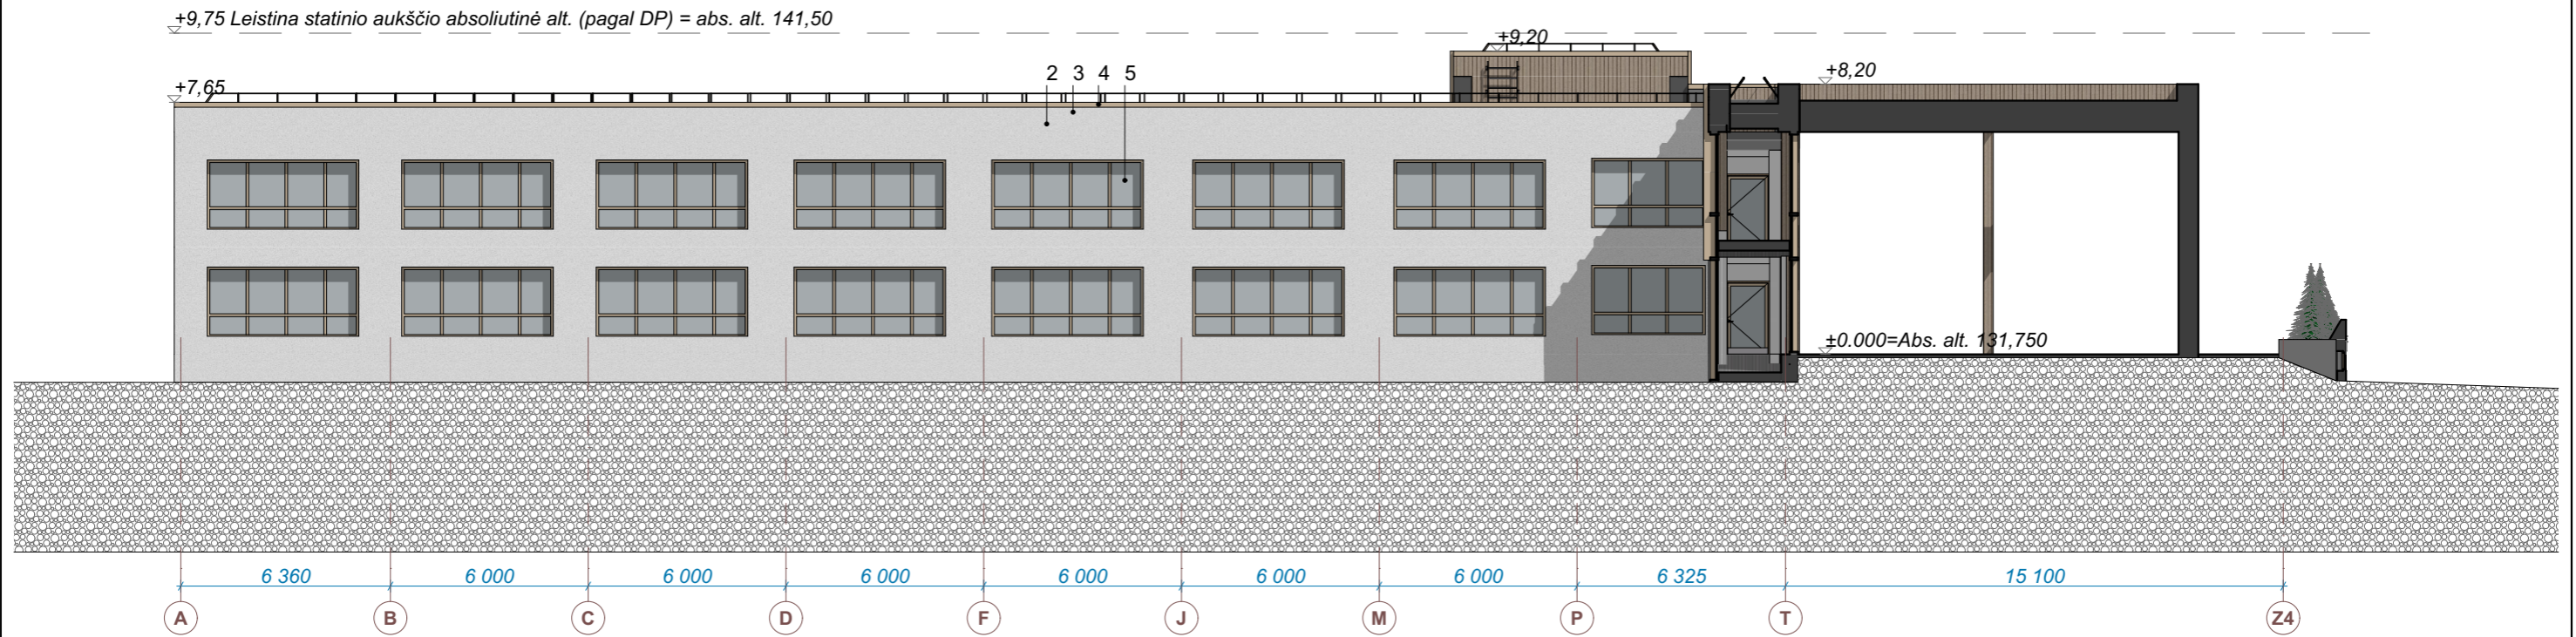 +9,75 Leistina statinio aukščio absoliutinė alt. (pagal DP) = abs. alt. 141,50
+9,20
+8,20
+7,65
2 3 4 5
±0.000=Abs. alt. 131,750
6 360 6 000 6 000 6 000 6 000 6 000 6 000 6 325 15 100
A B C D F J M P T Z4